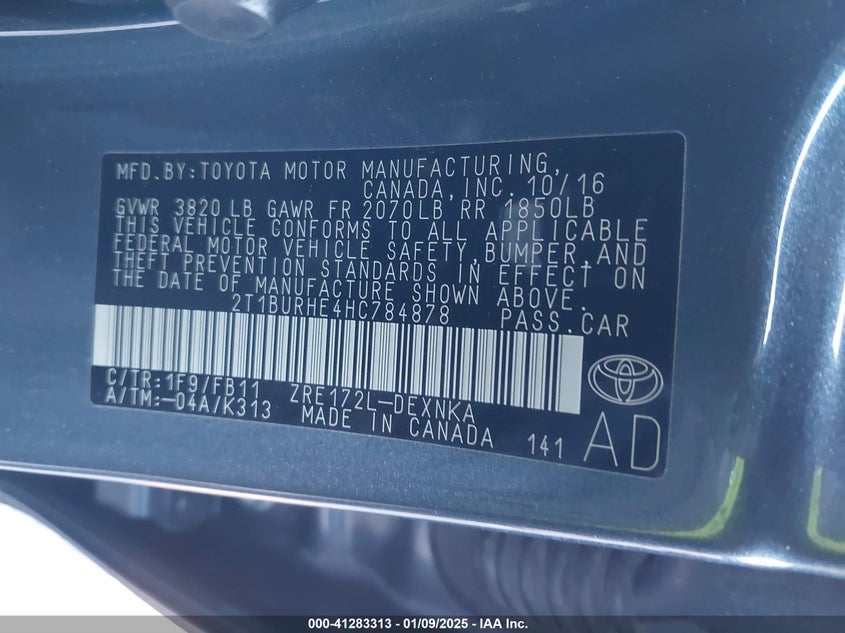 MFD.BY:TOYOTA MOTOR MANUFACTURING,
CANADA,INC. 10/16
GVWR 3820 LB GAWR FR 2070LB RR 1850LB
THIS VEHICLE CONFORMS TO ALL APPLICABLE
FEDERAL MOTOR VEHICLE SAFETY,BUMPER,AND
THEFT PREVENTION STANDARDS IN EFFECT ON
THE DATE OF MANUFACTURE SHOWN ABOVE.
2T1BURHE4HC784878 PASS.CAR
C/TR:1F9/FB11 ZRE172L-DEXNKA
A/TM:-04A/K313 MADE IN CANADA 141 AD
000-41283313 - 01/09/2025 - IAA Inc.